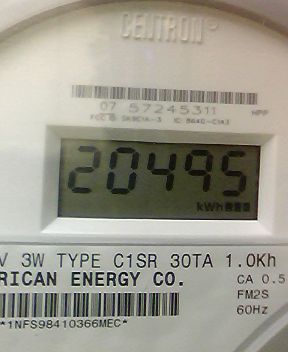 CENTRON®
07 57245311
20495
kWh
V 3W TYPE C1SR 30TA 1.0Kh
RICAN ENERGY CO.
CA 0.5
FM2S
60Hz
*1NFS98410366MEC*